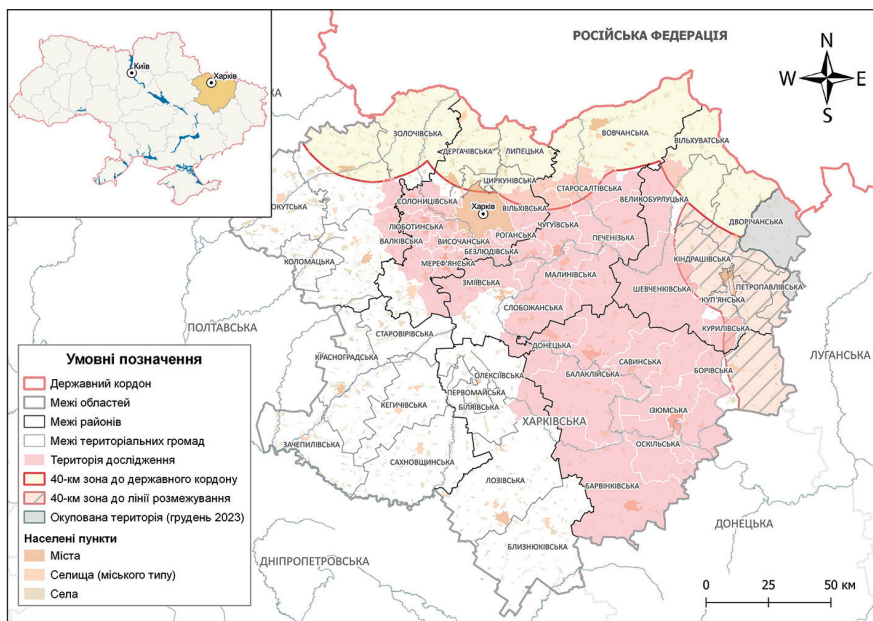 Київ
Харків
РОСІЙСЬКА ФЕДЕРАЦІЯ
N
W E
S
ЗОЛОЧІВСЬКА
ДЕРГАЧІВСЬКА
ЛИПЕЦЬКА
ВОВЧАНСЬКА
ВІЛЬХУВАТСЬКА
ЦИРКУНІВСЬКА
СТАРОСАЛТІВСЬКА
ВЕЛИКОБУРЛУЦЬКА
ДВОРІЧАНСЬКА
СОЛОНИЦІВСЬКА
Харків
ВІЛЬХІВСЬКА
ЛЮБОТИНСЬКА
РОГАНСЬКА
ЧУГУЇВСЬКА
ПЕЧЕНІЗЬКА
ВАЛКІВСЬКА
ВИСОЧАНСЬКА
БЕЗЛЮДІВСЬКА
КОЛОМАЦЬКА
МЕРЕФ'ЯНСЬКА
МАЛИНІВСЬКА
КІНДРАШІВСЬКА
ЗМІЇВСЬКА
ШЕВЧЕНКІВСЬКА
ПЕТРОПАВЛІВСЬКА
КУП'ЯНСЬКА
СЛОБОЖАНСЬКА
КУРИЛІВСЬКА
ПОЛТАВСЬКА
СТАРОВІРІВСЬКА
ДОНЕЦЬКА
САВИНСЬКА
ЛУГАНСЬКА
КРАСНОГРАДСЬКА
ОЛЕКСІЇВСЬКА
БАЛАКЛІЙСЬКА
БОРІВСЬКА
КЕГИЧІВСЬКА
ПЕРВОМАЙСЬКА
БІЛЯЇВСЬКА
ХАРКІВСЬКА
ІЗЮМСЬКА
ЗАЧЕПИЛІВСЬКА
ОСКІЛЬСЬКА
САХНОВЩИНСЬКА
ЛОЗІВСЬКА
БАРВІНКІВСЬКА
ДОНЕЦЬКА
БЛИЗНЮКІВСЬКА
ДНІПРОПЕТРОВСЬКА
Умовні позначення
Державний кордон
Межі областей
Межі районів
Межі територіальних громад
Територія дослідження
40-км зона до державного кордону
40-км зона до лінії розмежування
Окупована територія (грудень 2023)
Населені пункти
Міста
Селища (міського типу)
Села
0 25 50 км